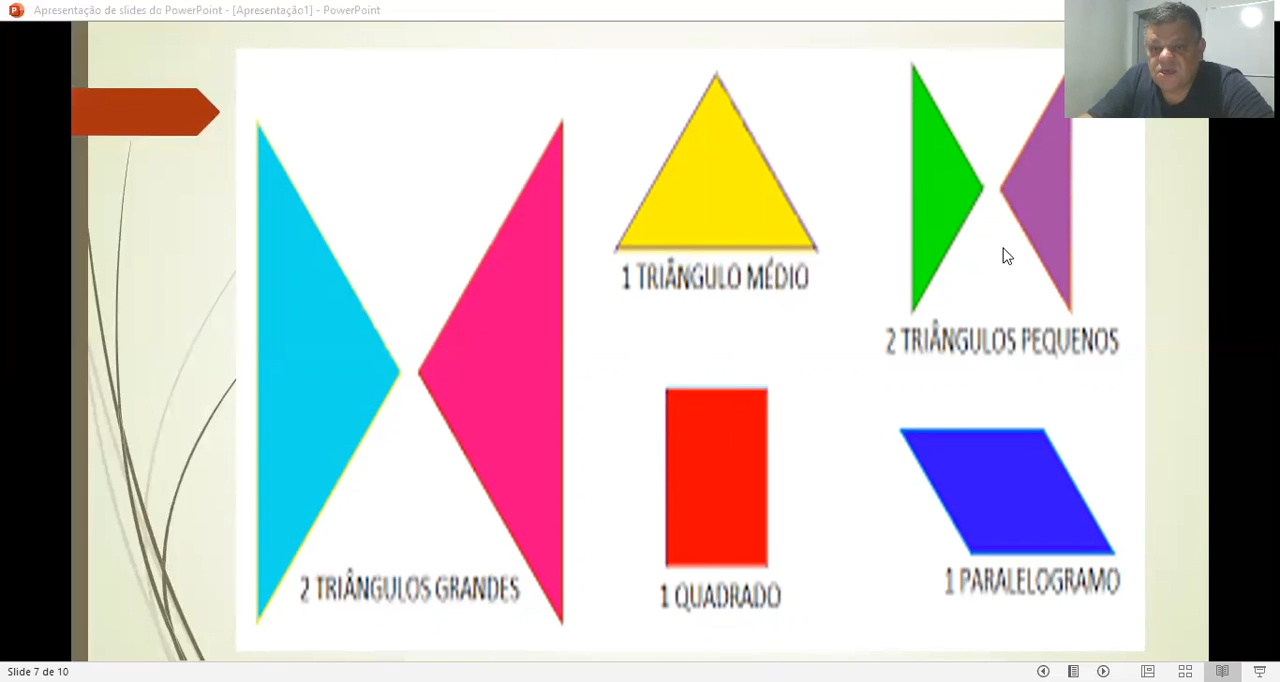 Apresentação de slides do PowerPoint - [Apresentação1] - PowerPoint
1 TRIÂNGULO MÉDIO
2 TRIÂNGULOS PEQUENOS
2 TRIÂNGULOS GRANDES
1 QUADRADO
1 PARALELOGRAMO
Slide 7 de 10